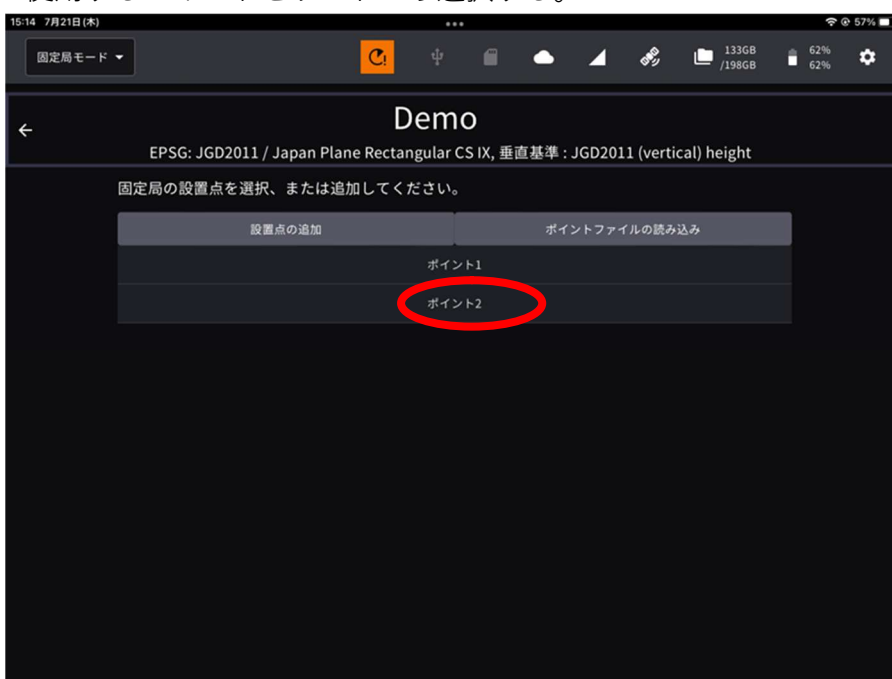 15:14 7月21日(木)
57%
固定局モード
133GB
/198GB
62%
62%
Demo
EPSG: JGD2011 / Japan Plane Rectangular CS IX, 垂直基準 : JGD2011 (vertical) height
固定局の設置点を選択、または追加してください。
設置点の追加
ポイントファイルの読み込み
ポイント1
ポイント2